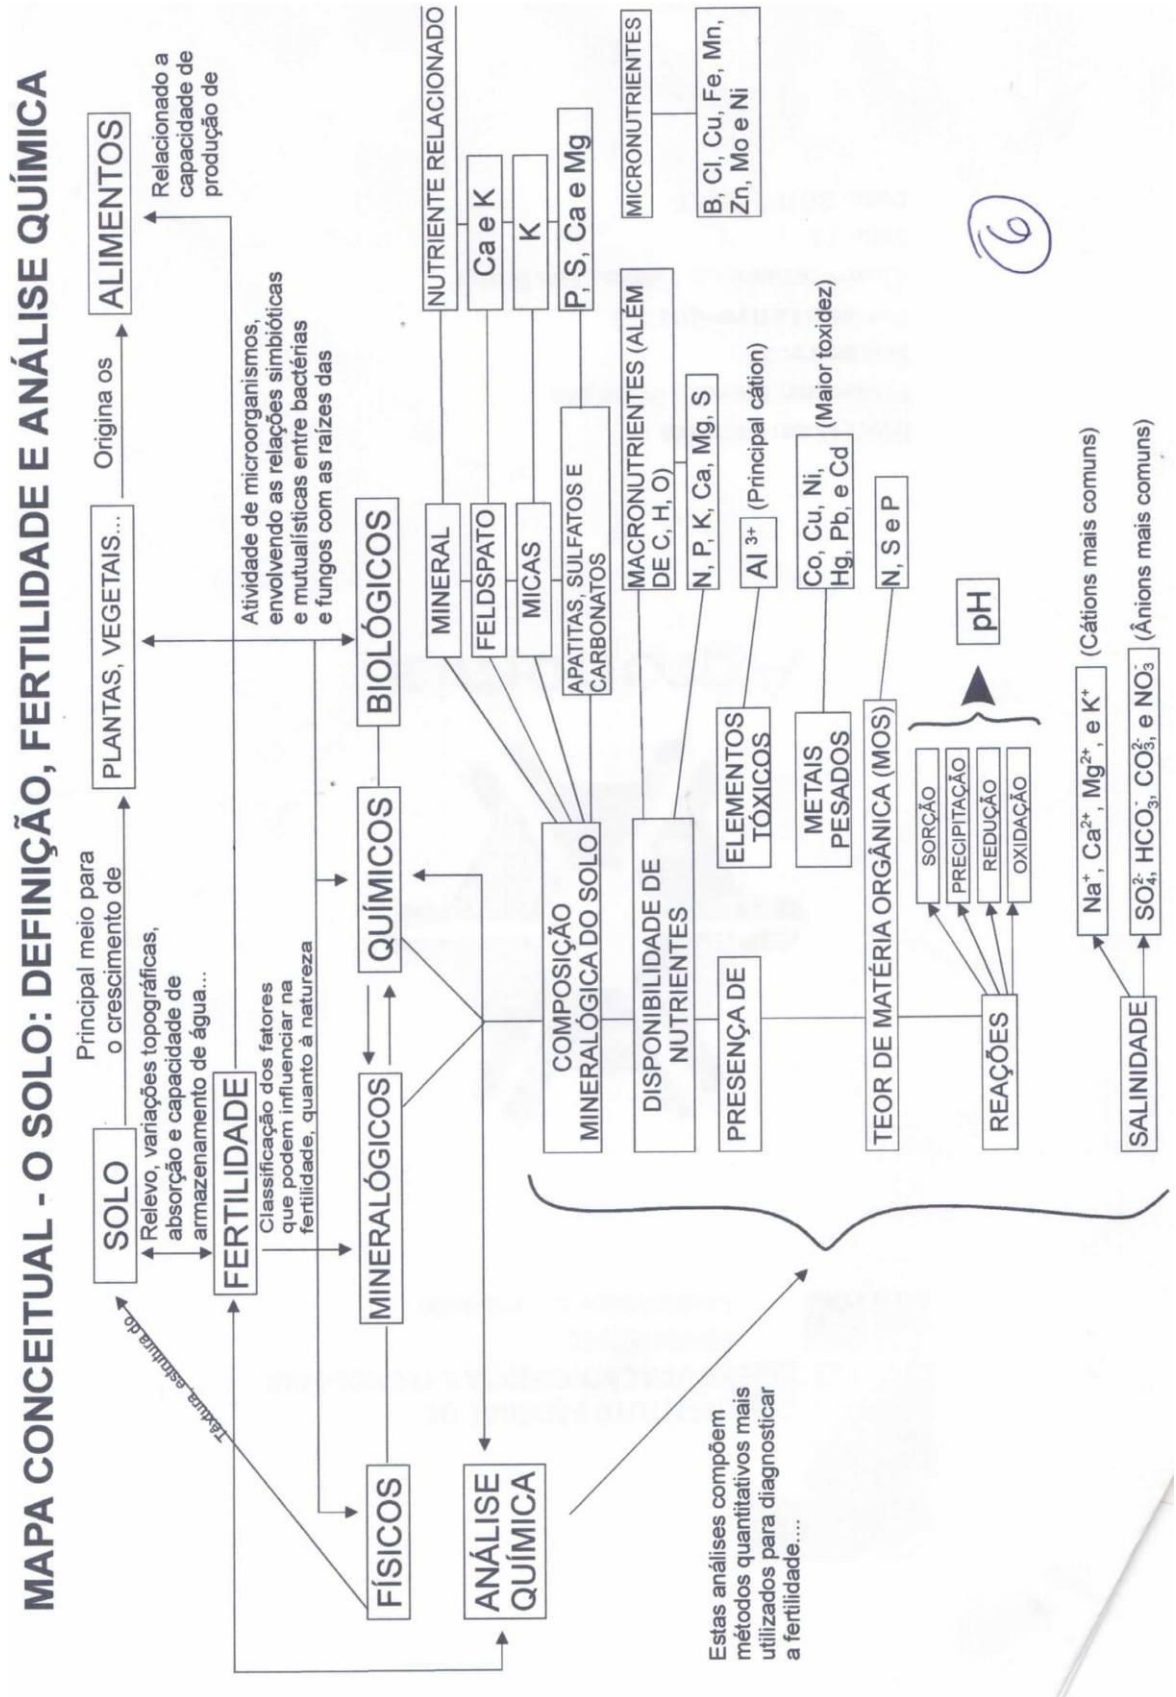 MAPA CONCEITUAL - O SOLO: DEFINIÇÃO, FERTILIDADE E ANÁLISE QUÍMICA
SOLO
Principal meio para
o crescimento de
PLANTAS, VEGETAIS...
Origina os
ALIMENTOS
Relacionado a
capacidade de
produção de
Textura, estrutura do
Relevo, variações topográficas,
absorção e capacidade de
armazenamento de água...
FERTILIDADE
Classificação dos fatores
que podem influenciar na
fertilidade, quanto à natureza
Atividade de microorganismos,
envolvendo as relações simbióticas
e mutualísticas entre bactérias
e fungos com as raízes das
FÍSICOS
MINERALÓGICOS
QUÍMICOS
BIOLÓGICOS
ANÁLISE
QUÍMICA
MINERAL
NUTRIENTE RELACIONADO
FELDSPATO
Ca e K
MICAS
K
APATITAS, SULFATOS E
CARBONATOS
P, S, Ca e Mg
COMPOSIÇÃO
MINERALÓGICA DO SOLO
DISPONIBILIDADE DE
NUTRIENTES
MACRONUTRIENTES (ALÉM
DE C, H, O)
N, P, K, Ca, Mg, S
MICRONUTRIENTES
B, Cl, Cu, Fe, Mn,
Zn, Mo e Ni
PRESENÇA DE
ELEMENTOS
TÓXICOS
Al 3+ (Principal cátion)
METAIS
PESADOS
Co, Cu, Ni,
Hg, Pb, e Cd
(Maior toxidez)
TEOR DE MATÉRIA ORGÂNICA (MOS)
N, S e P
REAÇÕES
SORÇÃO
PRECIPITAÇÃO
REDUÇÃO
OXIDAÇÃO
pH
SALINIDADE
Na⁺, Ca²⁺, Mg²⁺, e K⁺ (Cátions mais comuns)
SO₄²⁻, HCO₃⁻, CO₃²⁻, e NO₃⁻ (Ânions mais comuns)
Estas análises compõem
métodos quantitativos mais
utilizados para diagnosticar
a fertilidade...